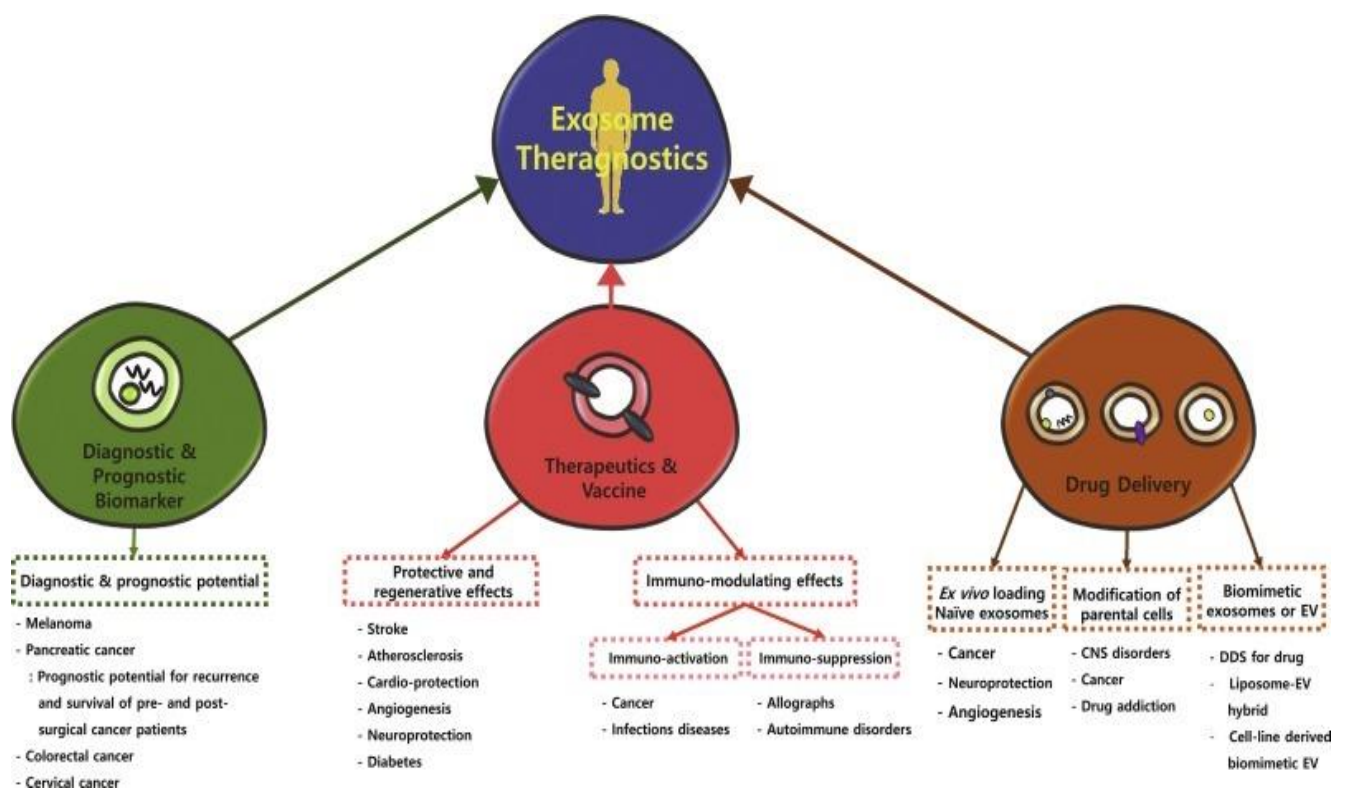 Exosome
Theragnostics
Diagnostic &
Prognostic
Biomarker
Therapeutics &
Vaccine
Drug Delivery
Diagnostic & prognostic potential
- Melanoma
- Pancreatic cancer
: Prognostic potential for recurrence
and survival of pre- and post-
surgical cancer patients
- Colorectal cancer
- Cervical cancer
Protective and
regenerative effects
- Stroke
- Atherosclerosis
- Cardio-protection
- Angiogenesis
- Neuroprotection
- Diabetes
Immuno-modulating effects
Immuno-activation
- Cancer
- Infections diseases
Immuno-suppression
- Allographs
- Autoimmune disorders
Ex vivo loading
Naïve exosomes
- Cancer
- Neuroprotection
- Angiogenesis
Modification of
parental cells
- CNS disorders
- Cancer
- Drug addiction
Biomimetic
exosomes or EV
- DDS for drug
- Liposome-EV
hybrid
- Cell-line derived
biomimetic EV